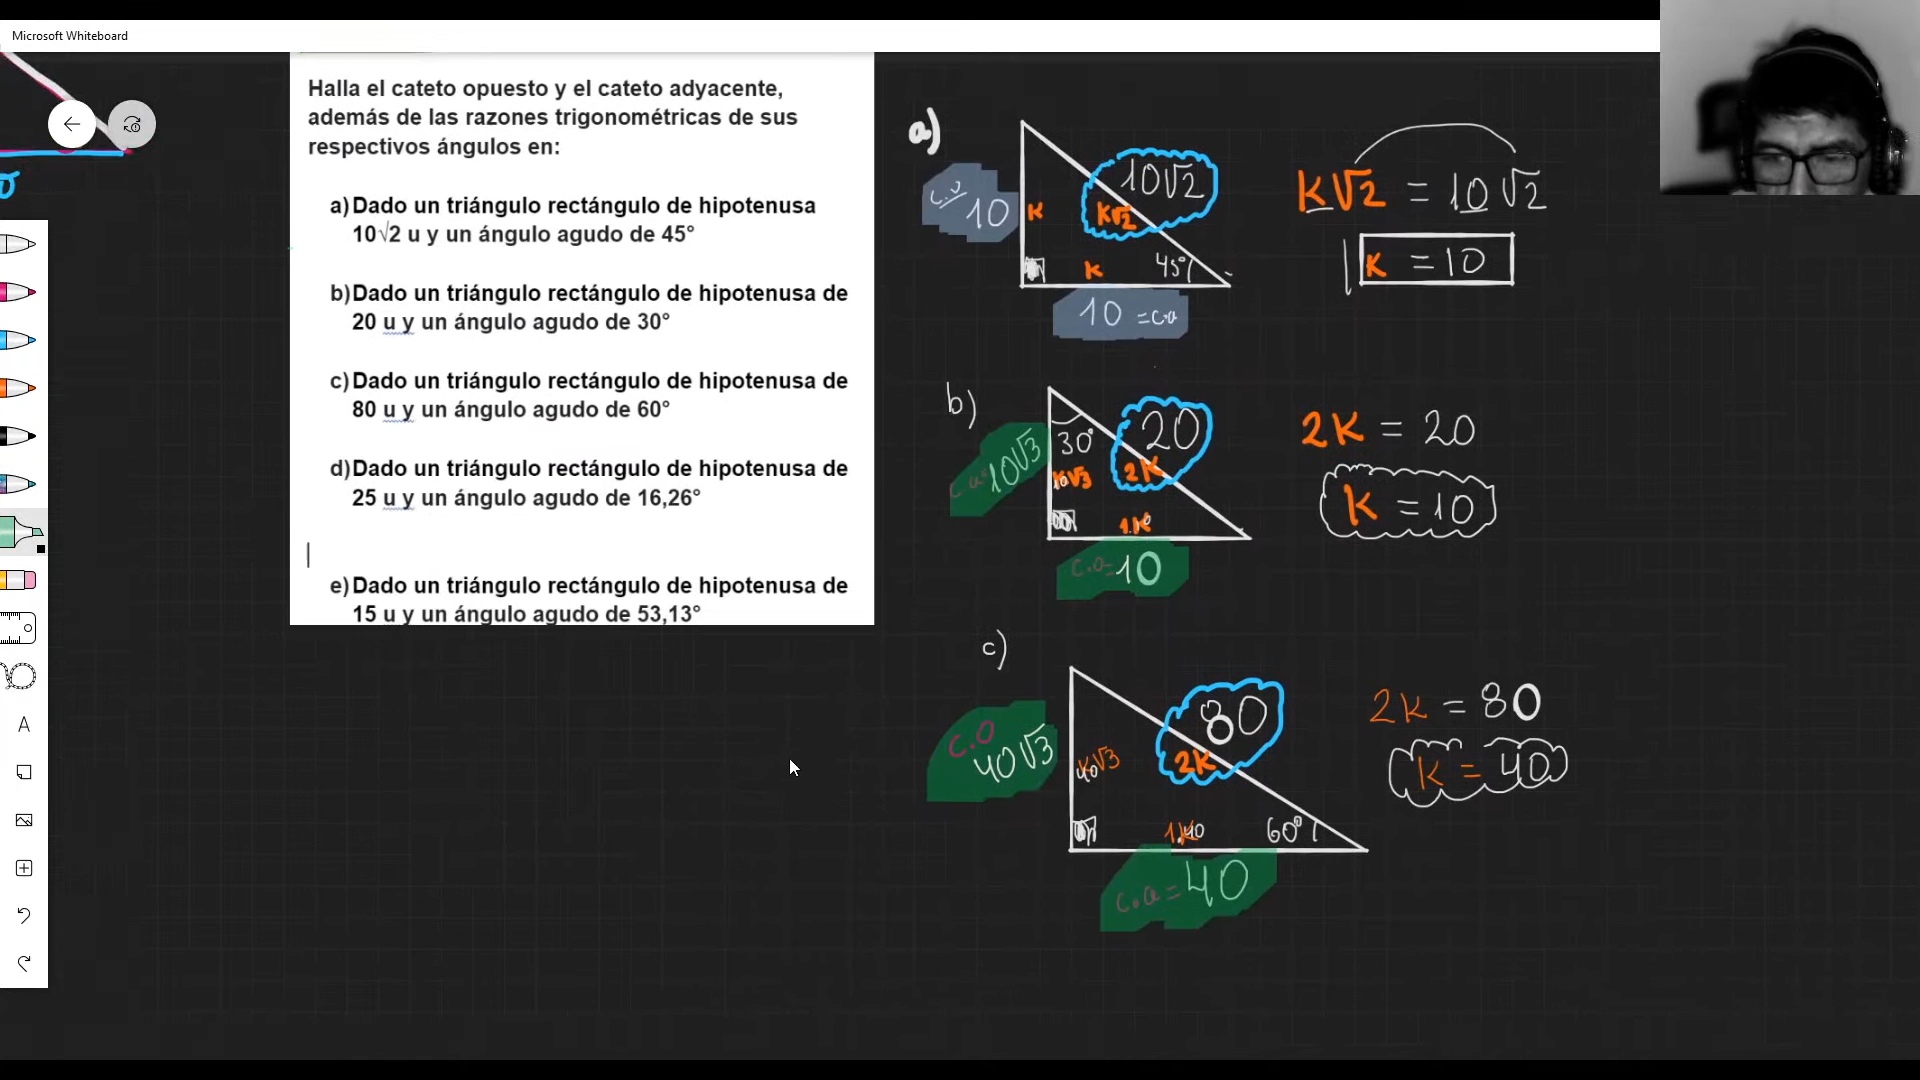 Microsoft Whiteboard
Halla el cateto opuesto y el cateto adyacente,
además de las razones trigonométricas de sus
respectivos ángulos en:
a) Dado un triángulo rectángulo de hipotenusa
10√2 u y un ángulo agudo de 45°
b) Dado un triángulo rectángulo de hipotenusa de
20 u y un ángulo agudo de 30°
c) Dado un triángulo rectángulo de hipotenusa de
80 u y un ángulo agudo de 60°
d) Dado un triángulo rectángulo de hipotenusa de
25 u y un ángulo agudo de 16,26°
e) Dado un triángulo rectángulo de hipotenusa de
15 u y un ángulo agudo de 53,13°
a)
10√2
K√2
10
K
K
45°
10 = c.a
K√2 = 10√2
K = 10
b)
30°
20
2K
10√3
K√3
1.K
c.a = 10
2K = 20
K = 10
c)
80
2K
c.o
40√3
K√3
1.K
40
60°
c.a = 40
2K = 80
K = 40
A